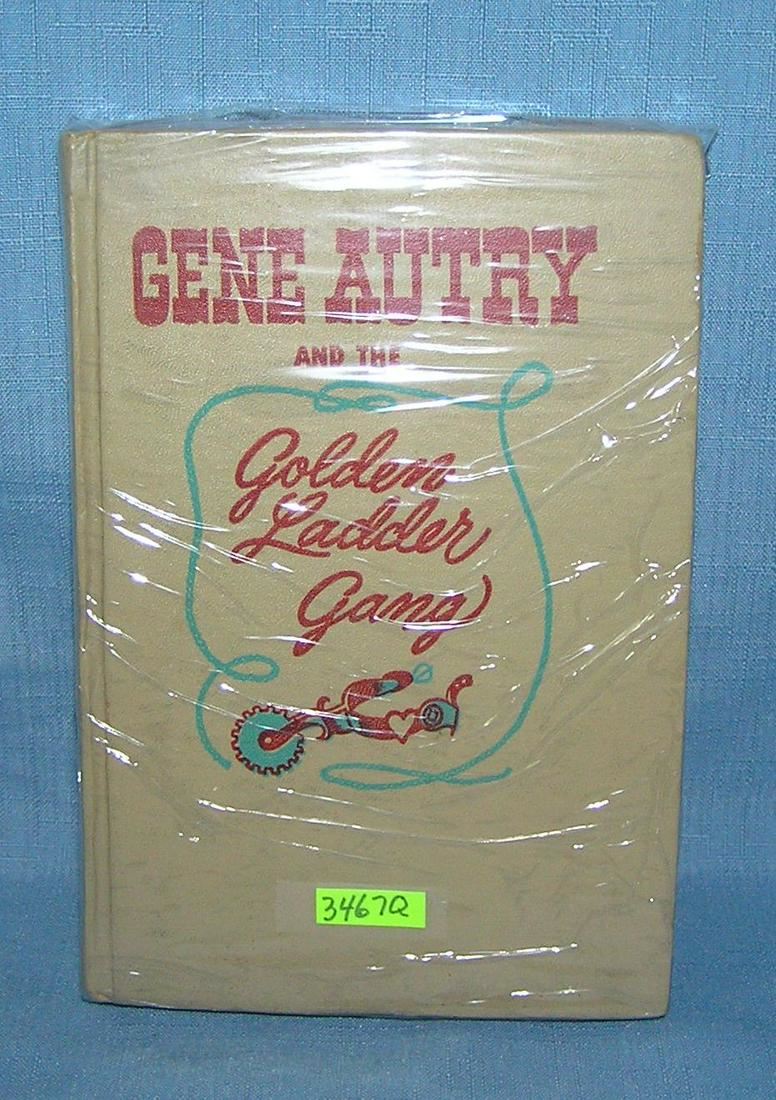 GENE AUTRY
AND THE
Golden
Ladder
Gang
3467Q